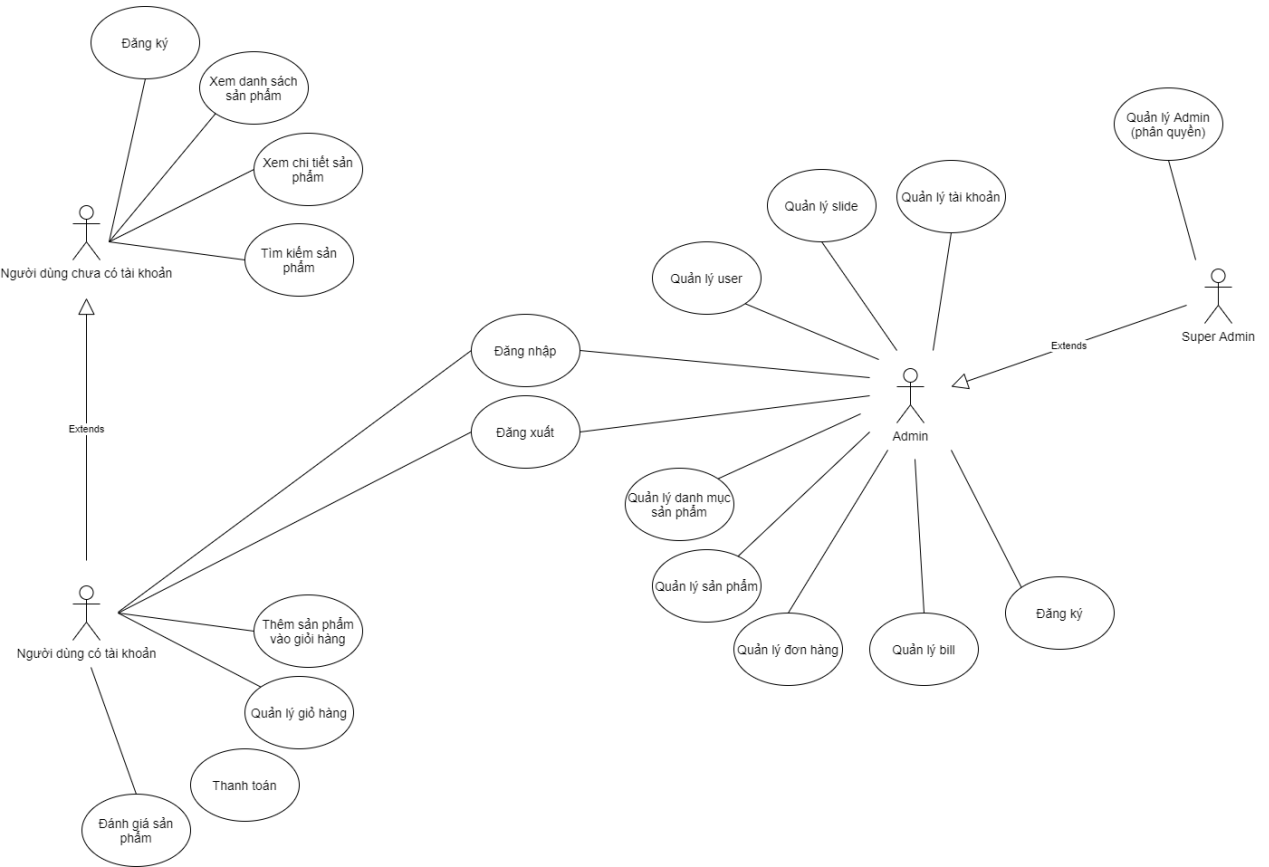 Đăng ký
Xem danh sách
sản phẩm
Xem chi tiết sản
phẩm
Tìm kiếm sản
phẩm
Người dùng chưa có tài khoản
Quản lý Admin
(phân quyền)
Quản lý slide
Quản lý tài khoản
Quản lý user
Super Admin
Đăng nhập
Extends
Đăng xuất
Admin
Extends
Quản lý danh mục
sản phẩm
Quản lý sản phẩm
Quản lý đơn hàng
Quản lý bill
Đăng ký
Người dùng có tài khoản
Thêm sản phẩm
vào giỏi hàng
Quản lý giỏ hàng
Thanh toán
Đánh giá sản
phẩm